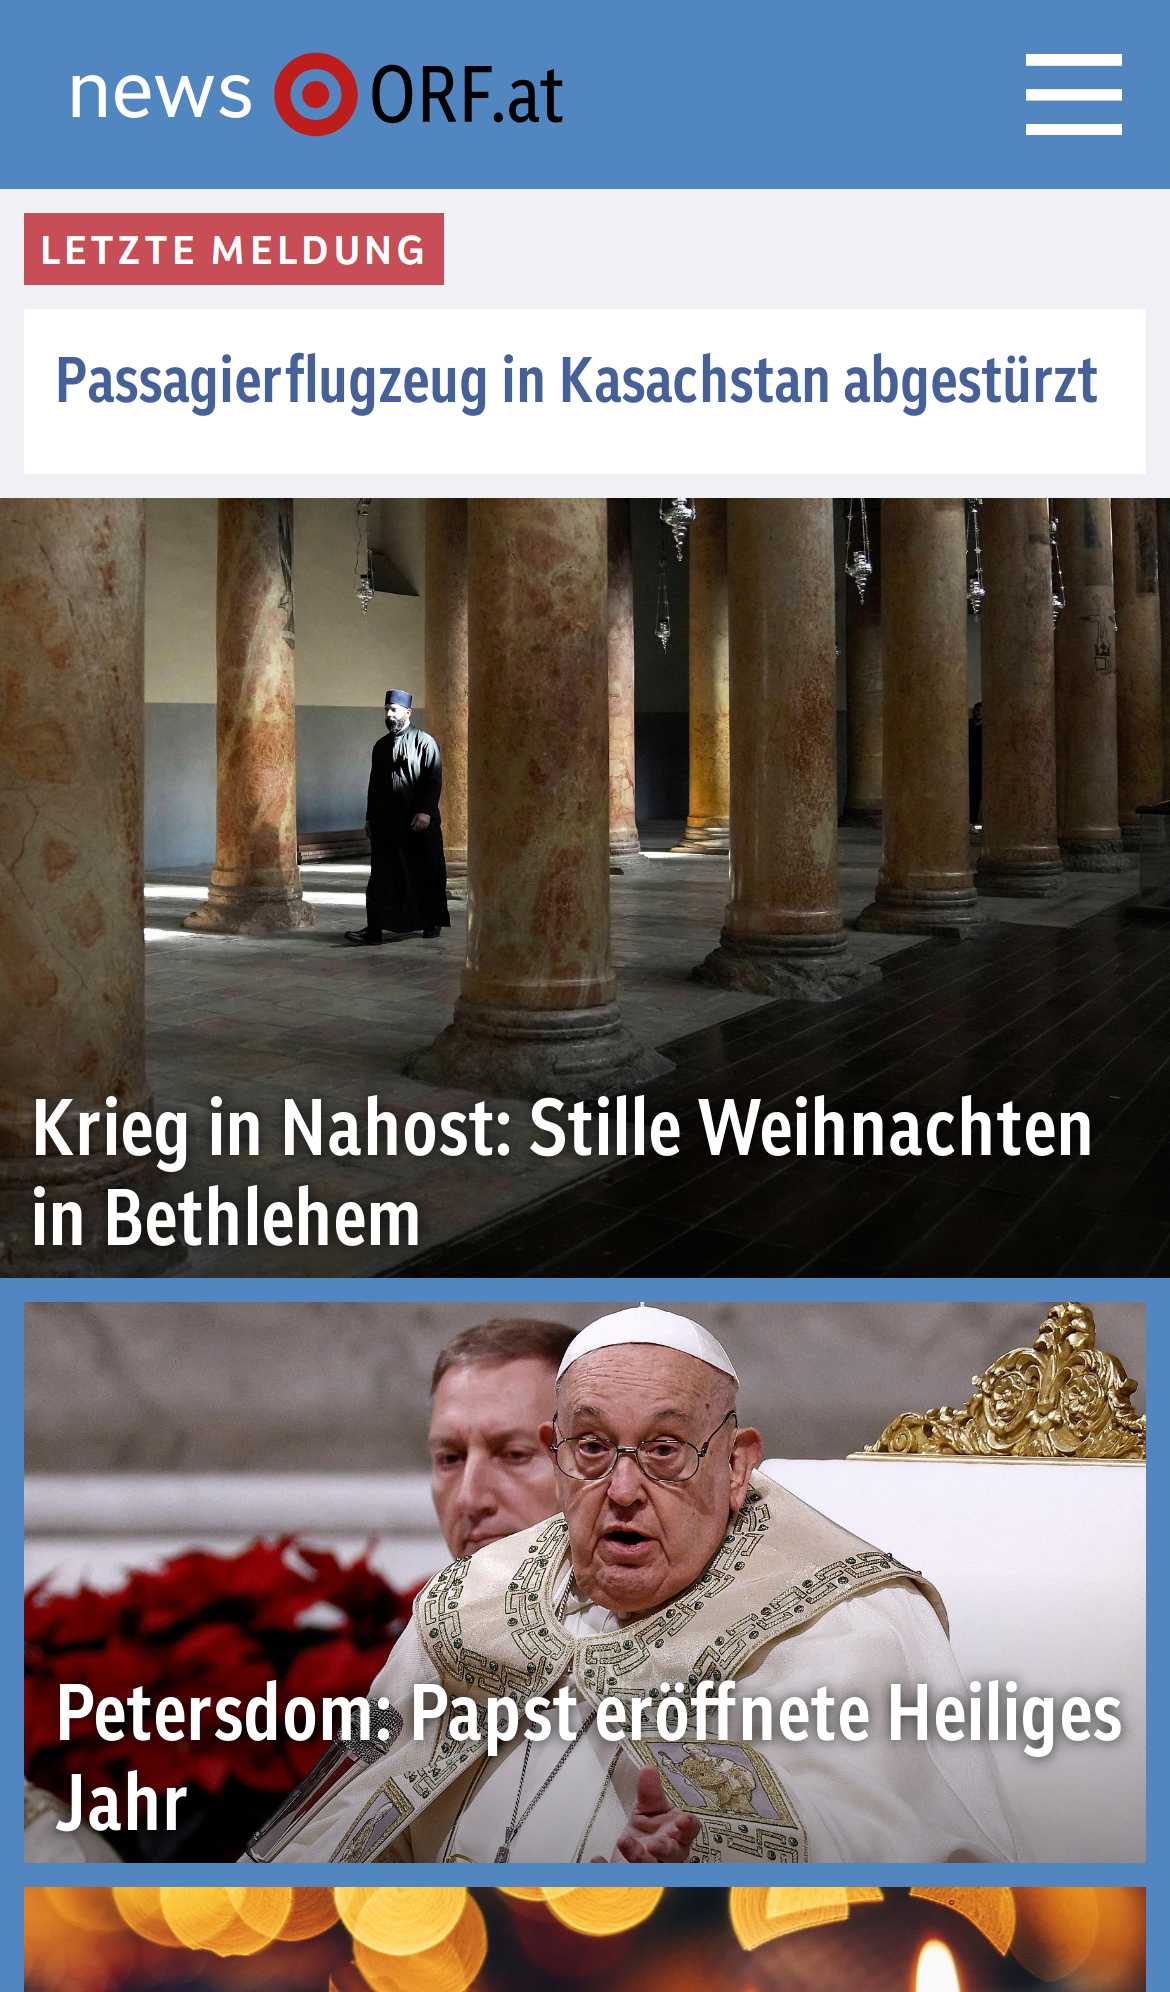 news ORF.at
LETZTE MELDUNG
Passagierflugzeug in Kasachstan abgestürzt
Krieg in Nahost: Stille Weihnachten
in Bethlehem
Petersdom: Papst eröffnete Heiliges
Jahr